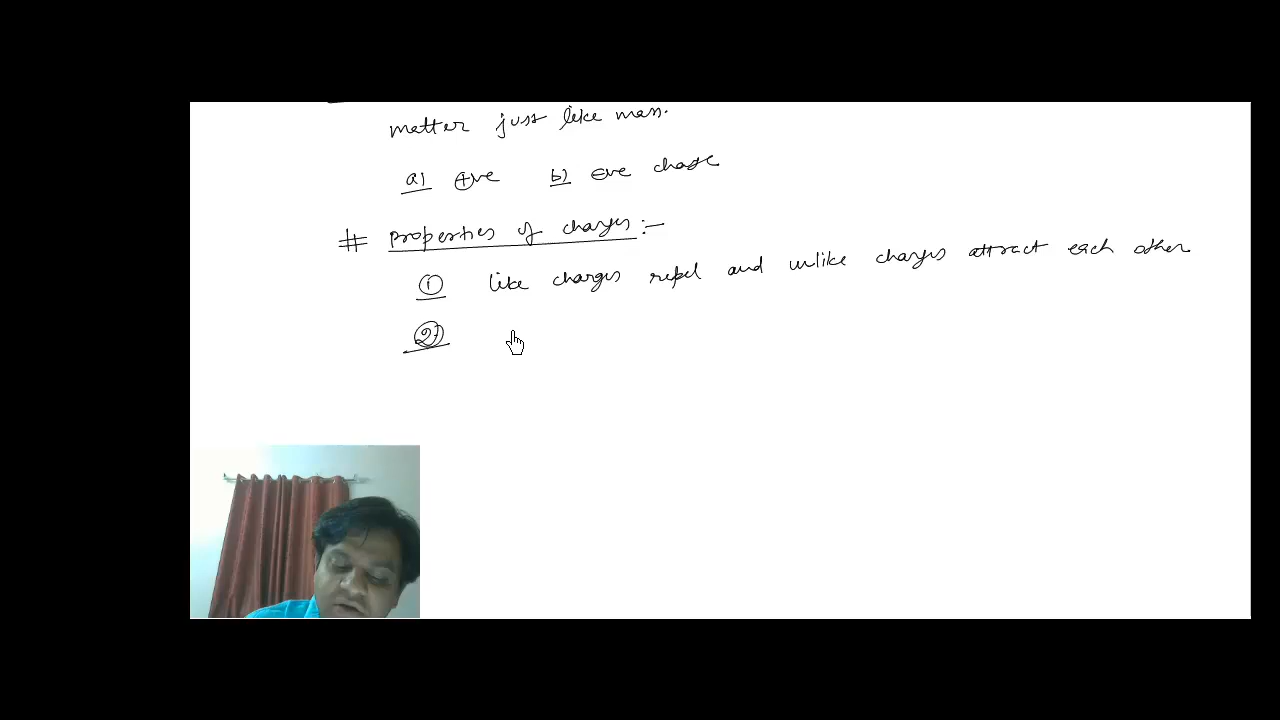 matter just like mass.
a) ⊕ve b) ⊖ve charge
# properties of charges :-
① like charges repel and unlike charges attract each other
②